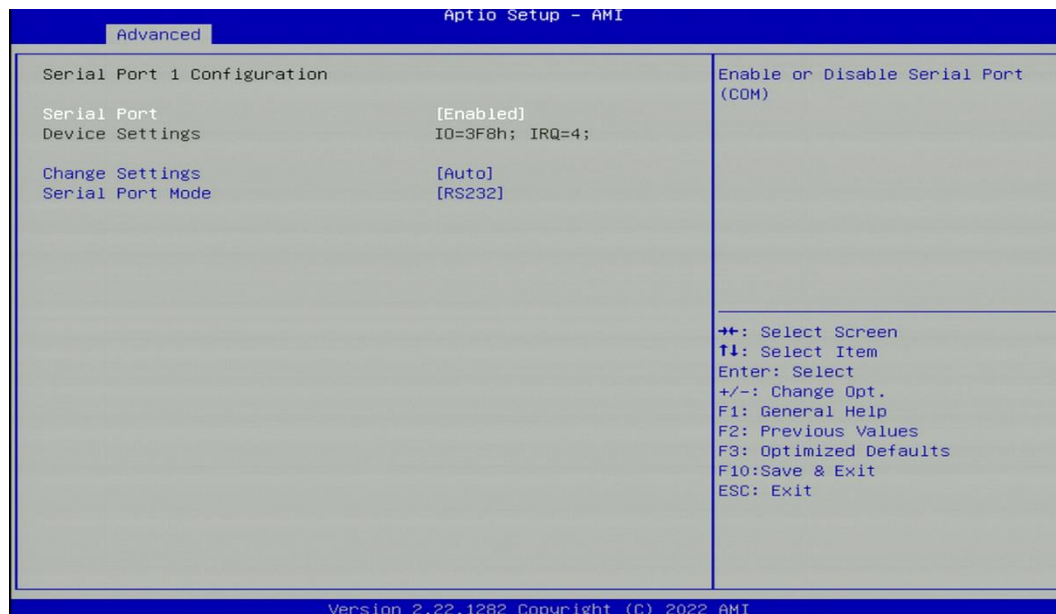 Aptio Setup – AMI
Advanced
Serial Port 1 Configuration
Serial Port [Enabled]
Device Settings IO=3F8h; IRQ=4;
Change Settings [Auto]
Serial Port Mode [RS232]
Enable or Disable Serial Port
(COM)
→←: Select Screen
↑↓: Select Item
Enter: Select
+/-: Change Opt.
F1: General Help
F2: Previous Values
F3: Optimized Defaults
F10:Save & Exit
ESC: Exit
Version 2.22.1282 Copyright (C) 2022 AMI